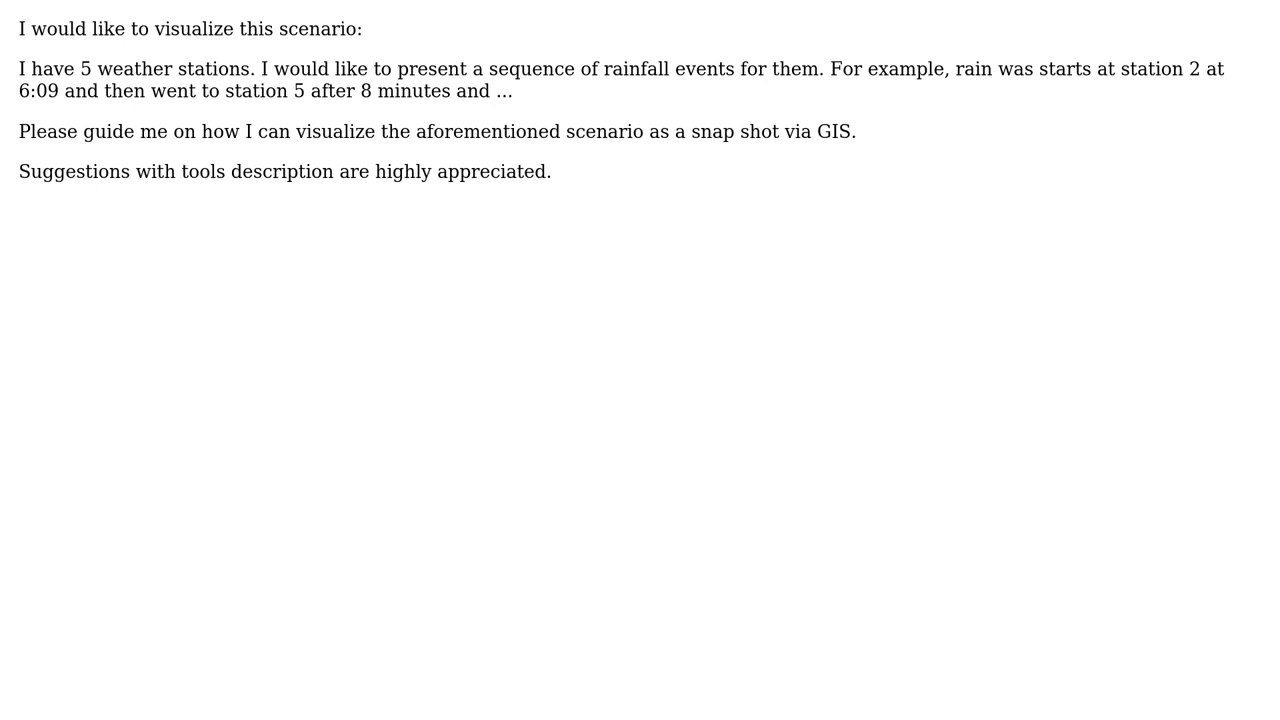 I would like to visualize this scenario:
I have 5 weather stations. I would like to present a sequence of rainfall events for them. For example, rain was starts at station 2 at
6:09 and then went to station 5 after 8 minutes and ...
Please guide me on how I can visualize the aforementioned scenario as a snap shot via GIS.
Suggestions with tools description are highly appreciated.